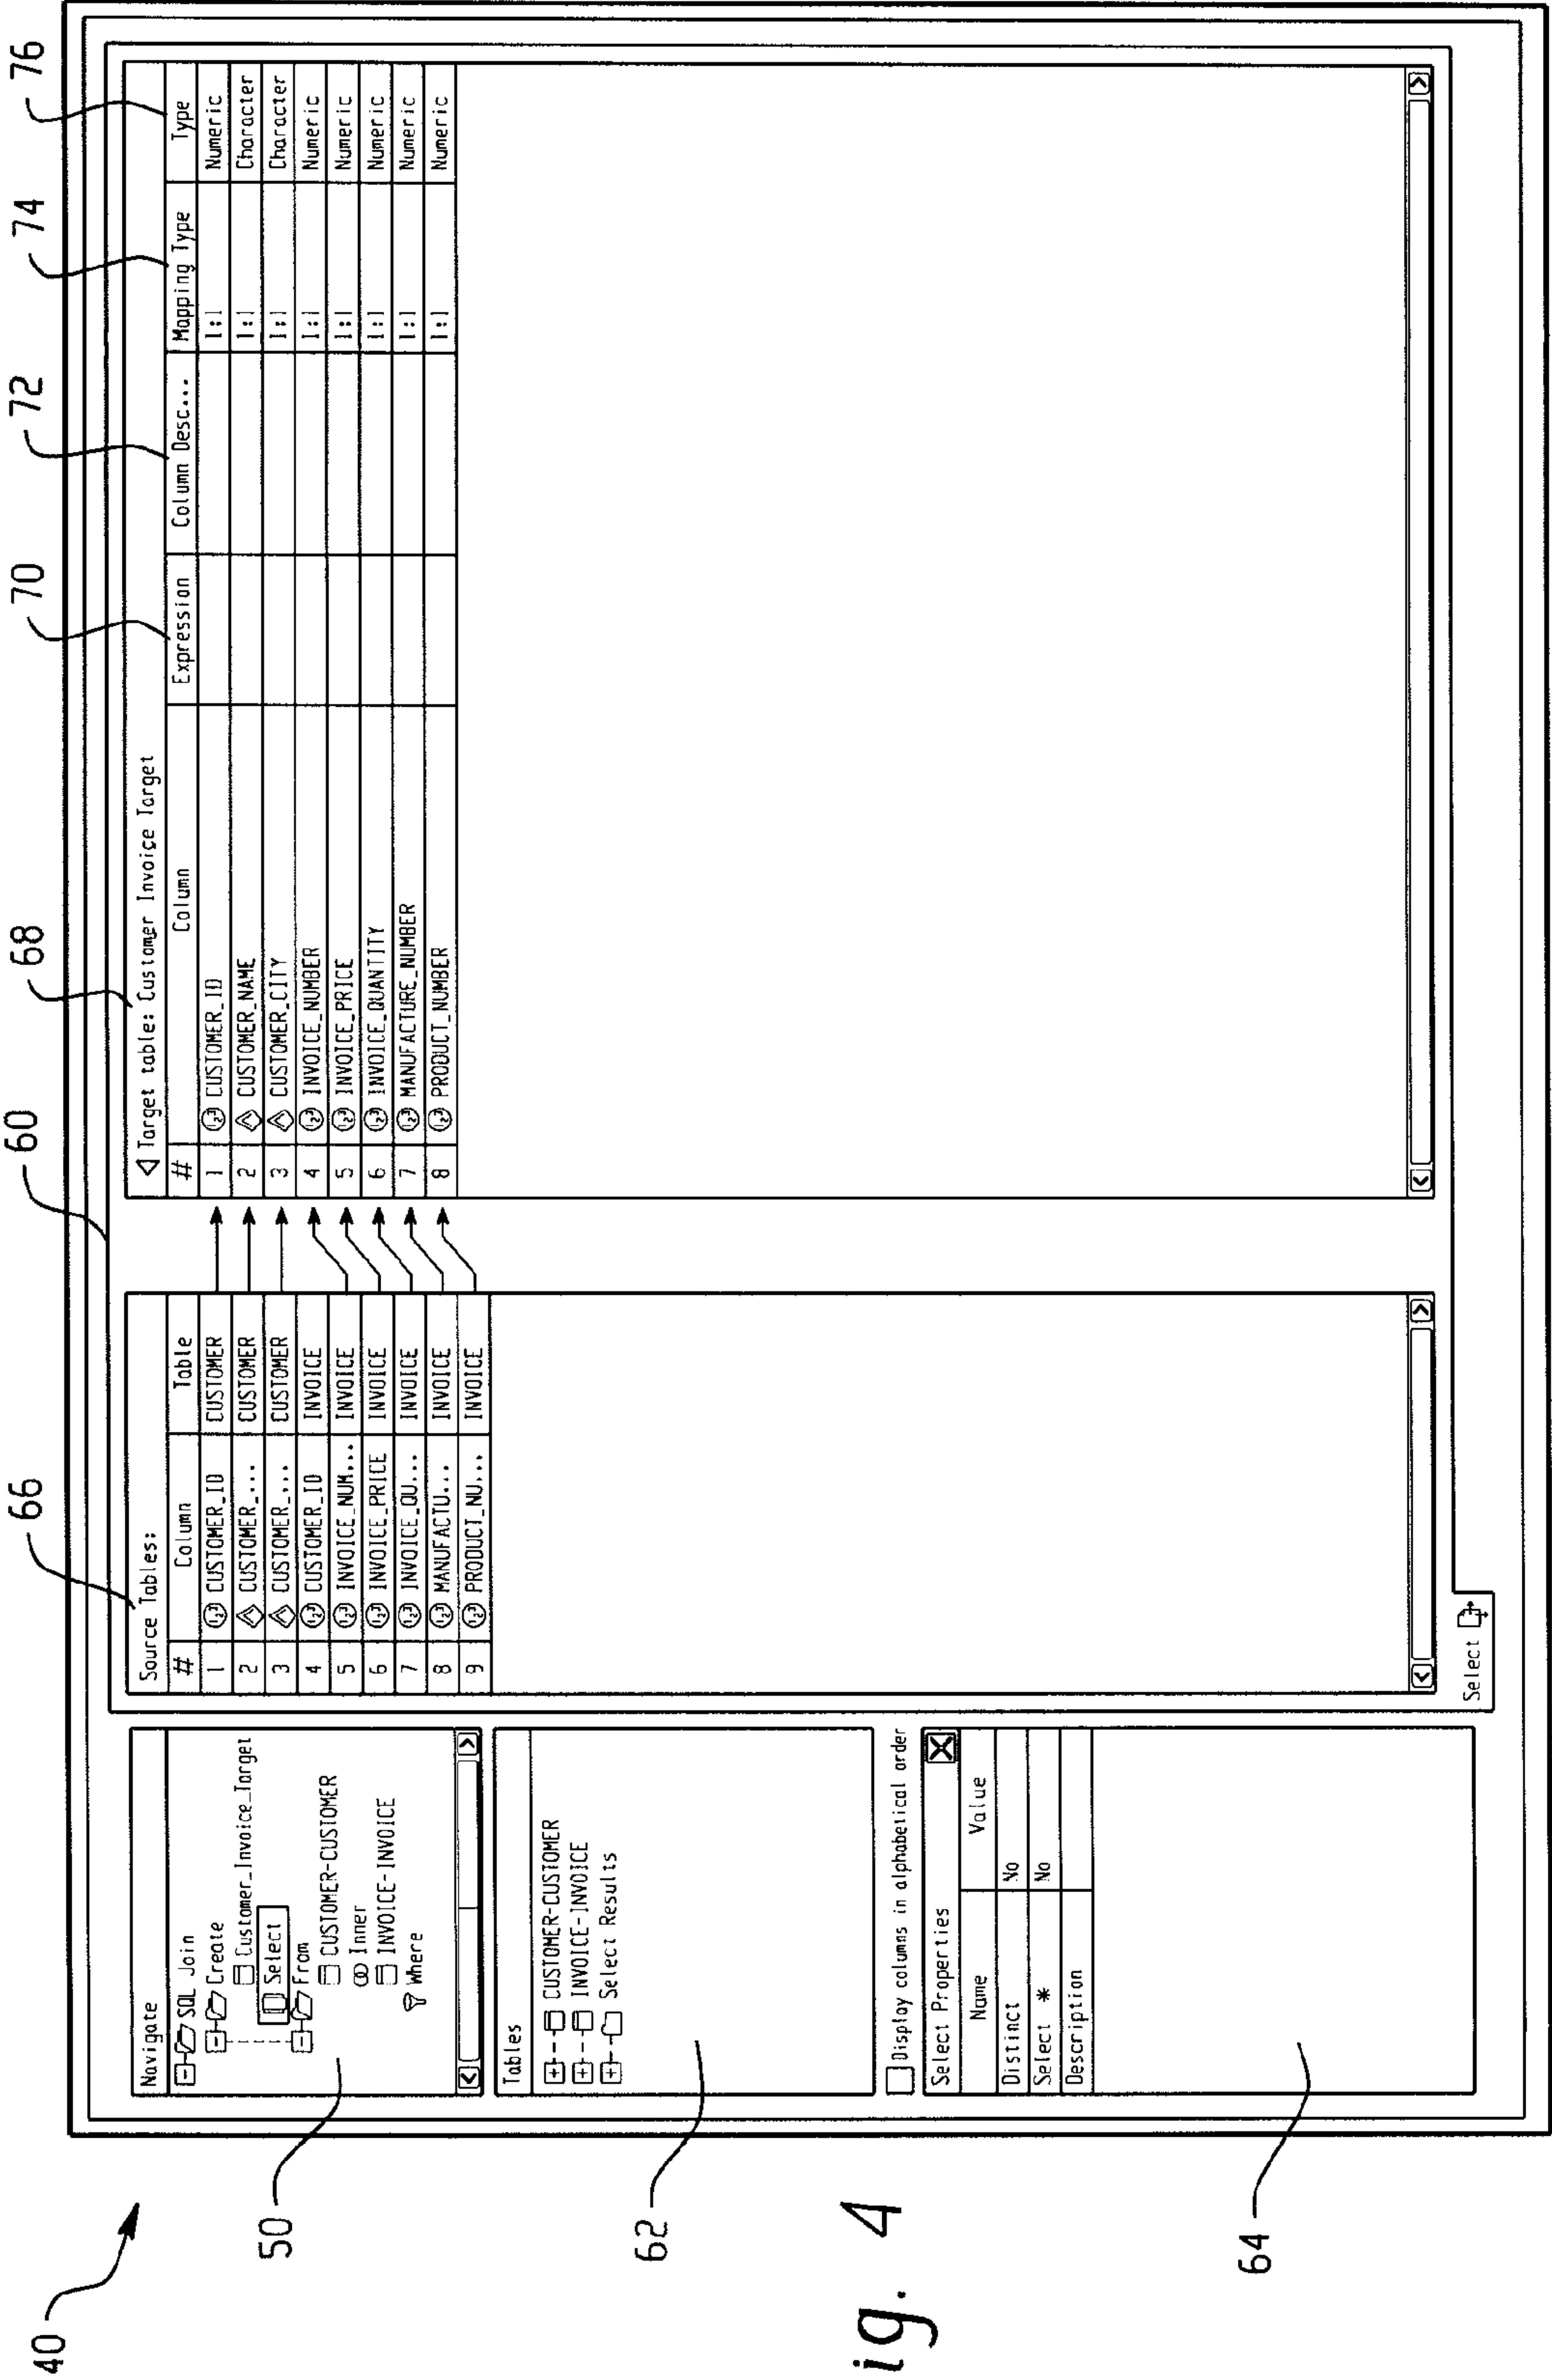 40
60
66
68
70
72
74
76
Navigate
SQL Join
Create
Customer_Invoice_Target
Select
From
CUSTOMER-CUSTOMER
Inner
INVOICE-INVOICE
Where
50
Tables
CUSTOMER-CUSTOMER
INVOICE-INVOICE
Select Results
62
Display columns in alphabetical order
Select Properties
Name Value
Distinct No
Select * No
Description
64
Source Tables:
# Column Table
1 CUSTOMER_ID CUSTOMER
2 CUSTOMER_... CUSTOMER
3 CUSTOMER_... CUSTOMER
4 CUSTOMER_ID INVOICE
5 INVOICE_NUM... INVOICE
6 INVOICE_PRICE INVOICE
7 INVOICE_QU... INVOICE
8 MANUFACTU... INVOICE
9 PRODUCT_NU... INVOICE
Target table: Customer Invoice Target
# Column Expression Column Desc... Mapping Type Type
1 CUSTOMER_ID 1:1 Numeric
2 CUSTOMER_NAME 1:1 Character
3 CUSTOMER_CITY 1:1 Character
4 INVOICE_NUMBER 1:1 Numeric
5 INVOICE_PRICE 1:1 Numeric
6 INVOICE_QUANTITY 1:1 Numeric
7 MANUFACTURE_NUMBER 1:1 Numeric
8 PRODUCT_NUMBER 1:1 Numeric
Select
ig. 4